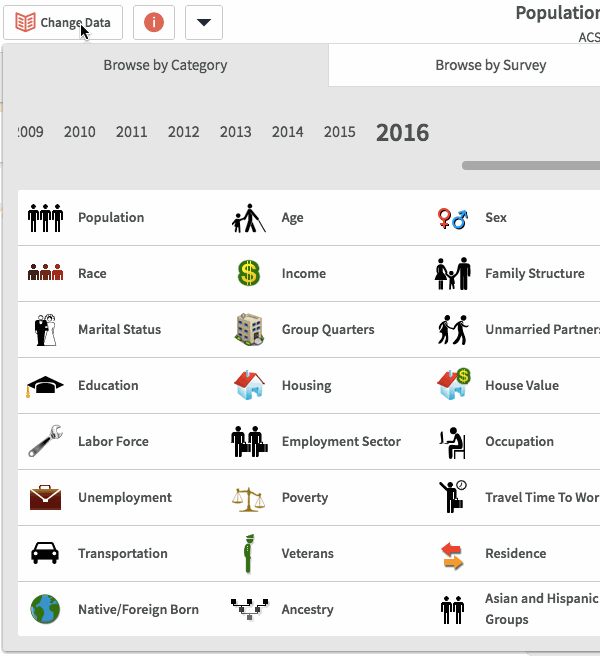 Change Data
Population
ACS
Browse by Category
Browse by Survey
2009 2010 2011 2012 2013 2014 2015 2016
Population
Age
Sex
Race
Income
Family Structure
Marital Status
Group Quarters
Unmarried Partners
Education
Housing
House Value
Labor Force
Employment Sector
Occupation
Unemployment
Poverty
Travel Time To Wor
Transportation
Veterans
Residence
Native/Foreign Born
Ancestry
Asian and Hispanic
Groups